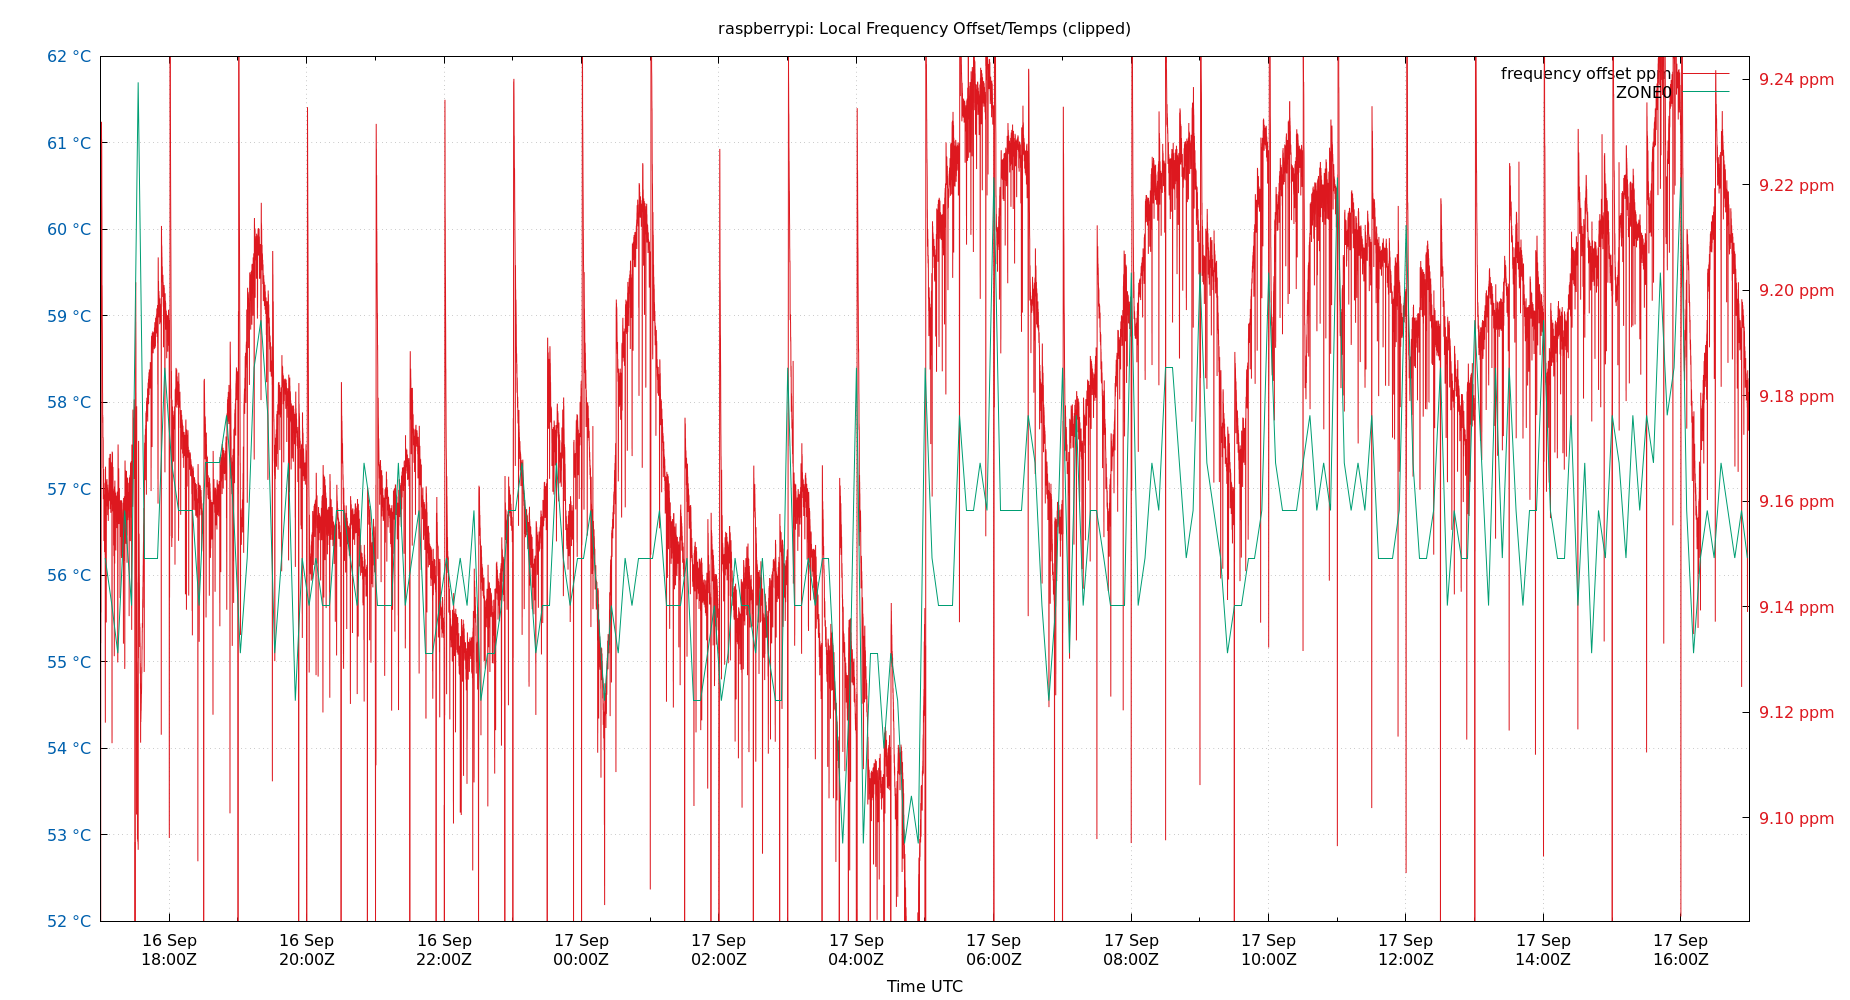 raspberrypi: Local Frequency Offset/Temps (clipped)
62 °C
61 °C
60 °C
59 °C
58 °C
57 °C
56 °C
55 °C
54 °C
53 °C
52 °C
frequency offset ppm
ZONE0
9.24 ppm
9.22 ppm
9.20 ppm
9.18 ppm
9.16 ppm
9.14 ppm
9.12 ppm
9.10 ppm
16 Sep 16 Sep 16 Sep 17 Sep 17 Sep 17 Sep 17 Sep 17 Sep 17 Sep 17 Sep 17 Sep 17 Sep
18:00Z 20:00Z 22:00Z 00:00Z 02:00Z 04:00Z 06:00Z 08:00Z 10:00Z 12:00Z 14:00Z 16:00Z
Time UTC